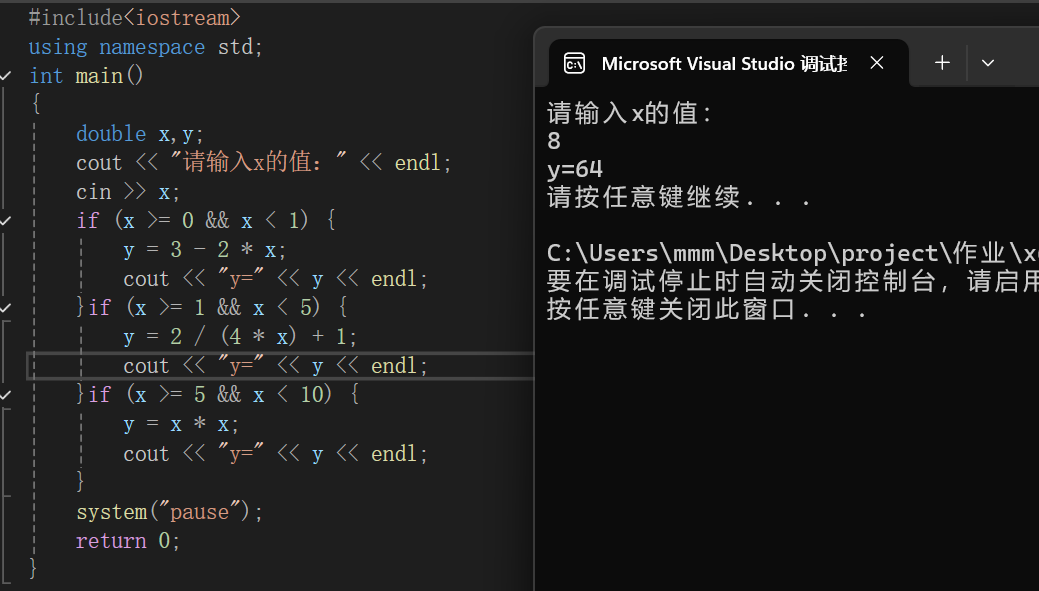 #include<iostream>
using namespace std;
int main()
{
double x,y;
cout << "请输入x的值：" << endl;
cin >> x;
if (x >= 0 && x < 1) {
y = 3 - 2 * x;
cout << "y=" << y << endl;
}if (x >= 1 && x < 5) {
y = 2 / (4 * x) + 1;
cout << "y=" << y << endl;
}if (x >= 5 && x < 10) {
y = x * x;
cout << "y=" << y << endl;
}
system("pause");
return 0;
}
Microsoft Visual Studio 调试
请输入x的值：
8
y=64
请按任意键继续. . .
C:\Users\mmm\Desktop\project\作业\x
要在调试停止时自动关闭控制台，请启用
按任意键关闭此窗口. . .